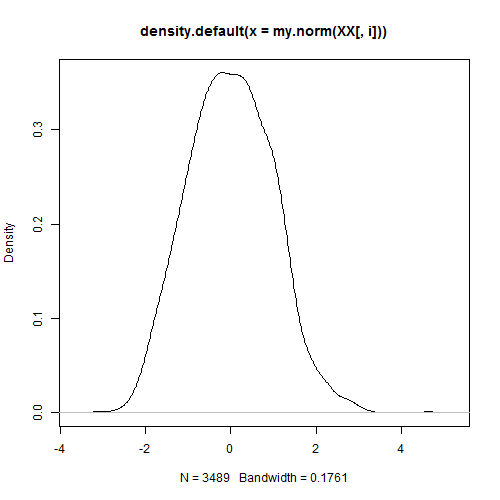 density.default(x = my.norm(XX[, i]))
Density
0.3
0.2
0.1
0.0
-4 -2 0 2 4
N = 3489 Bandwidth = 0.1761